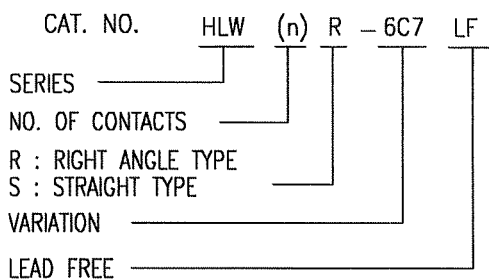 CAT. NO. HLW (n) R - 6C7 LF
SERIES
NO. OF CONTACTS
R : RIGHT ANGLE TYPE
S : STRAIGHT TYPE
VARIATION
LEAD FREE